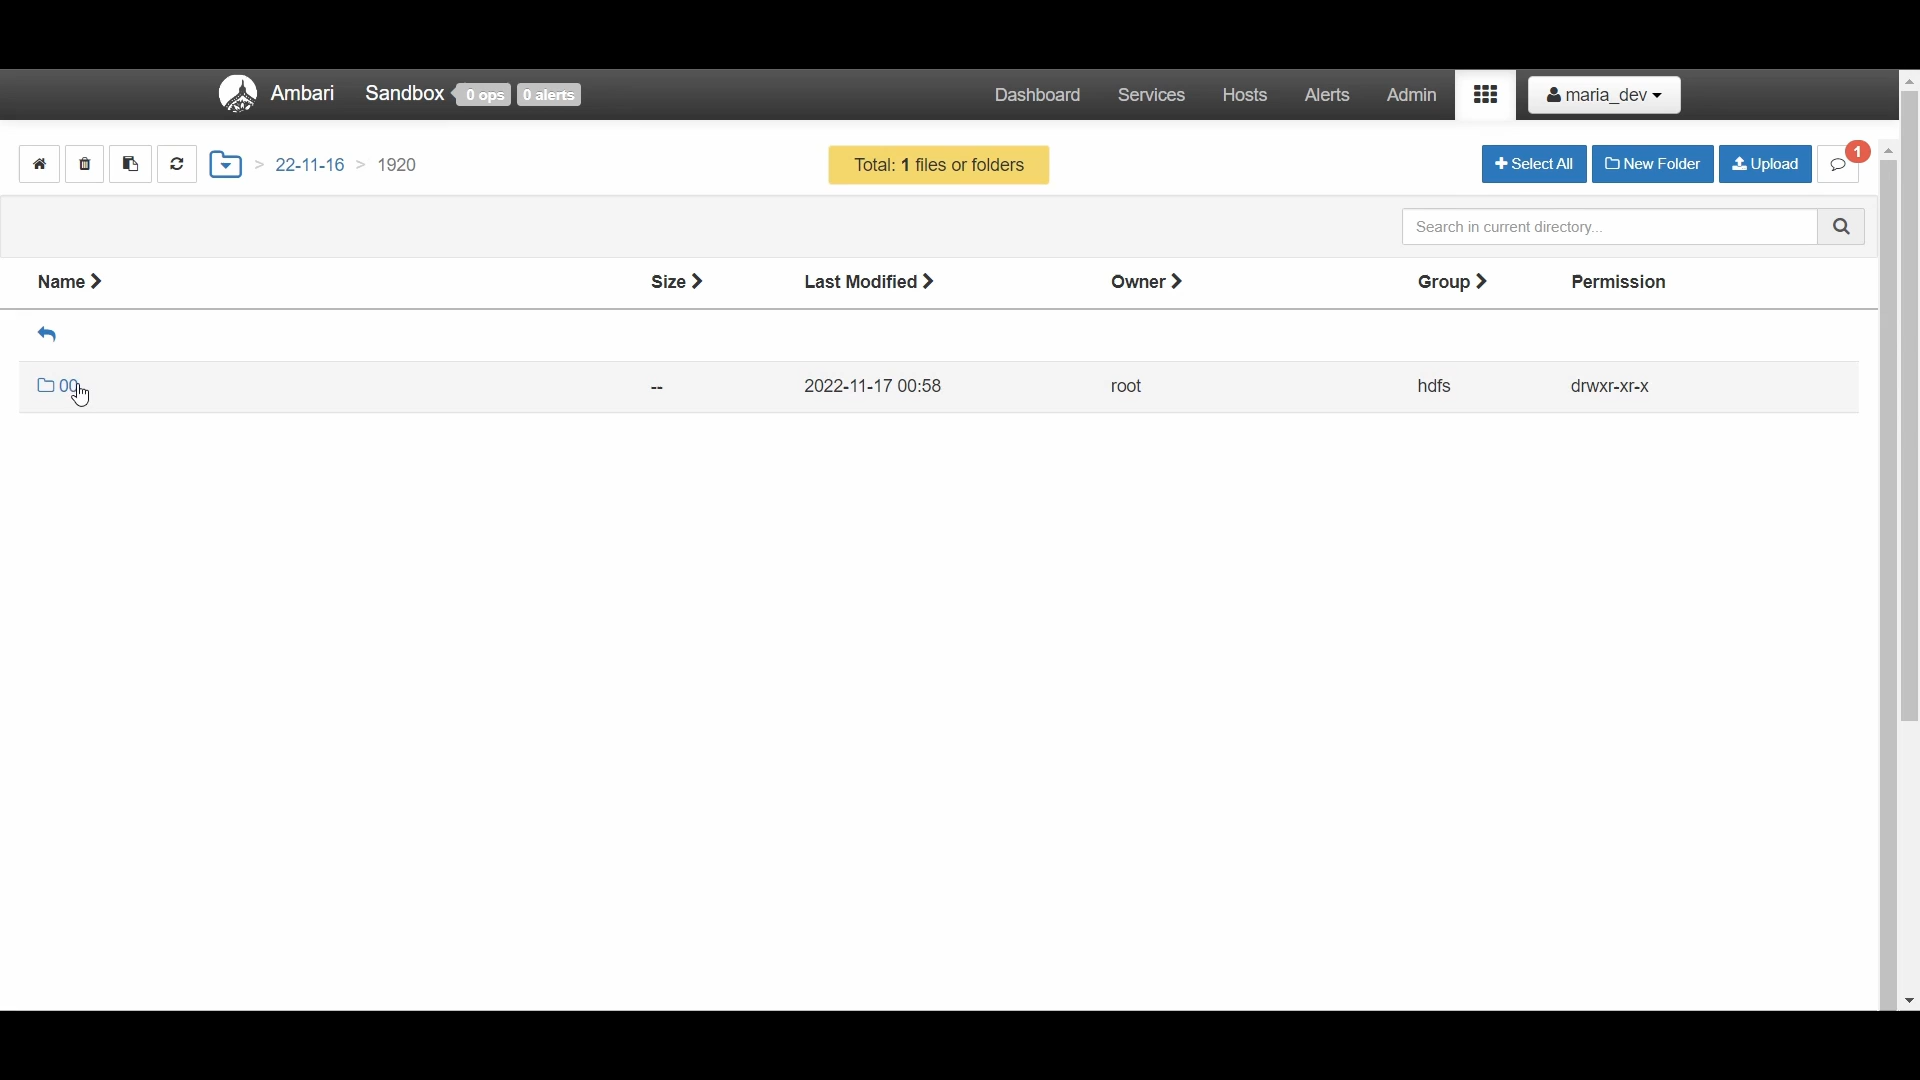 Ambari Sandbox 0 ops 0 alerts Dashboard Services Hosts Alerts Admin maria_dev
> 22-11-16 > 1920 Total: 1 files or folders Select All New Folder Upload 1
Search in current directory...
Name Size Last Modified Owner Group Permission
00 -- 2022-11-17 00:58 root hdfs drwxr-xr-x